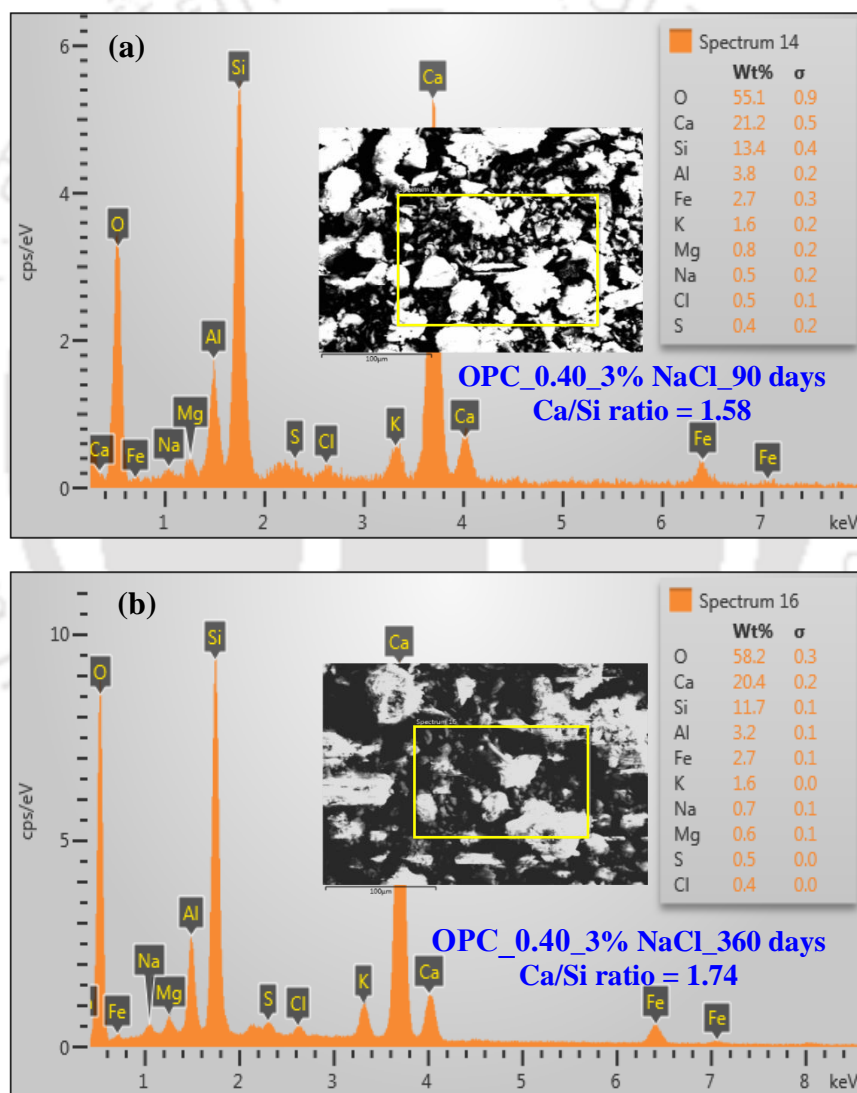 (a)
Spectrum 14
Wt% σ
O 55.1 0.9
Ca 21.2 0.5
Si 13.4 0.4
Al 3.8 0.2
Fe 2.7 0.3
K 1.6 0.2
Mg 0.8 0.2
Na 0.5 0.2
Cl 0.5 0.1
S 0.4 0.2
6
4
2
0
cps/eV
Ca
O
Fe
Na
Mg
Al
Si
S
Cl
K
Ca
Ca
Fe
Fe
Spectrum 14
100µm
OPC_0.40_3% NaCl_90 days
Ca/Si ratio = 1.58
1 2 3 4 5 6 7 keV
(b)
Spectrum 16
Wt% σ
O 58.2 0.3
Ca 20.4 0.2
Si 11.7 0.1
Al 3.2 0.1
Fe 2.7 0.1
K 1.6 0.0
Na 0.7 0.1
Mg 0.6 0.1
S 0.5 0.0
Cl 0.4 0.0
10
5
0
cps/eV
O
Fe
Na
Mg
Al
Si
S
Cl
K
Ca
Ca
Fe
Fe
Spectrum 16
100µm
OPC_0.40_3% NaCl_360 days
Ca/Si ratio = 1.74
1 2 3 4 5 6 7 8 keV